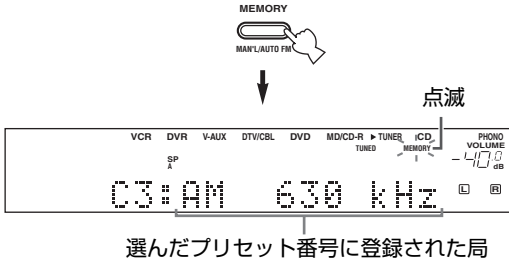 MEMORY
MAN'L/AUTO FM
点滅
VCR DVR V-AUX DTV/CBL DVD MD/CD-R TUNER CD PHONO
TUNED MEMORY VOLUME
SP
A
-40.0
dB
L R
C3:AM 630 kHz
選んだプリセット番号に登録された局